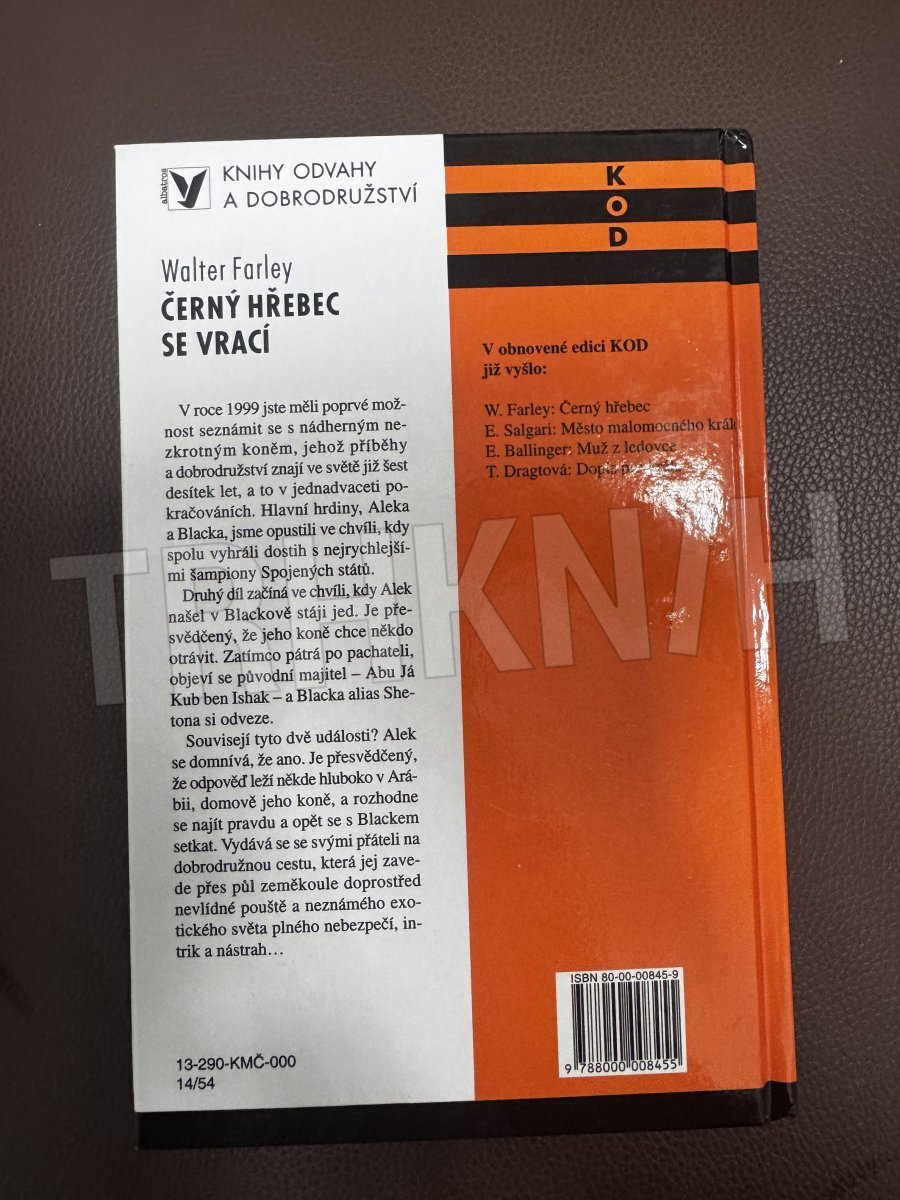 albatros
KNIHY ODVAHY
A DOBRODRUŽSTVÍ
Walter Farley
ČERNÝ HŘEBEC
SE VRACÍ
V roce 1999 jste měli poprvé mož-
nost seznámit se s nádherným ne-
zkrotným koněm, jehož příběhy
a dobrodružství znají ve světě již šest
desítek let, a to v jednadvaceti po-
kračováních. Hlavní hrdiny, Aleka
a Blacka, jsme opustili ve chvíli, kdy
spolu vyhráli dostih s nejrychlejší-
mi šampiony Spojených států.
Druhý díl začíná ve chvíli, kdy Alek
našel v Blackově stáji jed. Je pře-
svědčený, že jeho koně chce někdo
otrávit. Zatímco pátrá po pachateli,
objeví se původní majitel – Abu Já
Kub ben Ishak – a Blacka alias She-
tona si odveze.
Souvisejí tyto dvě události? Alek
se domnívá, že ano. Je přesvědčený,
že odpověď leží někde hluboko v Ará-
bii, domově jeho koně, a rozhodne
se najít pravdu a opět se s Blackem
setkat. Vydává se se svými přáteli na
dobrodružnou cestu, která jej zave-
de přes půl zeměkoule doprostřed
nevlídné pouště a neznámého exo-
tického světa plného nebezpečí, in-
trik a nástrah…
13-290-KMČ-000
14/54
K
O
D
V obnovené edici KOD
již vyšlo:
W. Farley: Černý hřebec
E. Salgari: Město malomocného krále
E. Ballinger: Muž z ledovce
T. Dragtová:
ISBN 80-00-00845-9
9 788000 008455
TRHKNIH